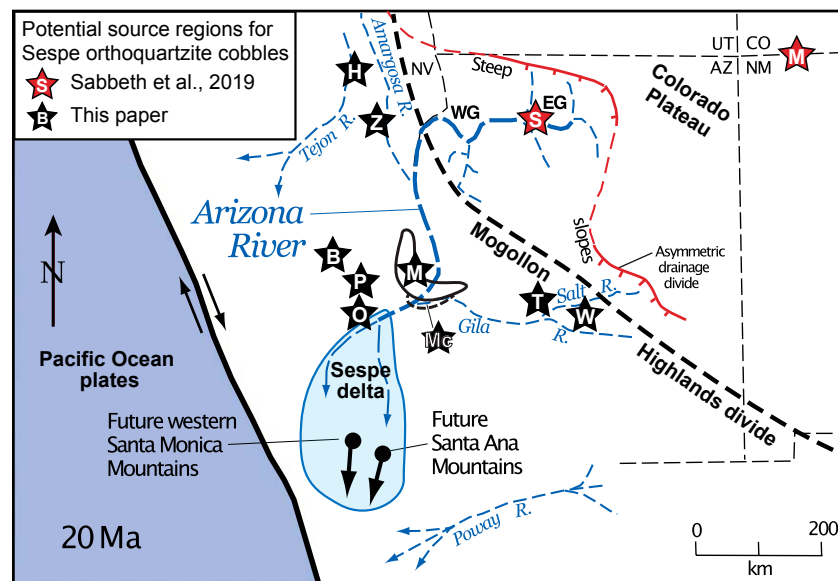 Potential source regions for
Sespe orthoquartzite cobbles
S Sabbeth et al., 2019
B This paper
H
Z
Amargosa R.
Tejon R.
NV
Steep
WG
EG
S
UT CO
AZ NM
M
Colorado
Plateau
Arizona
River
N
B
P
O
M
Mc
Mogollon
slopes
Asymmetric
drainage
divide
T
Salt R.
W
Gila R.
Highlands divide
Pacific Ocean
plates
Sespe
delta
Future western
Santa Monica
Mountains
Future
Santa Ana
Mountains
Poway R.
20 Ma
0 200
km